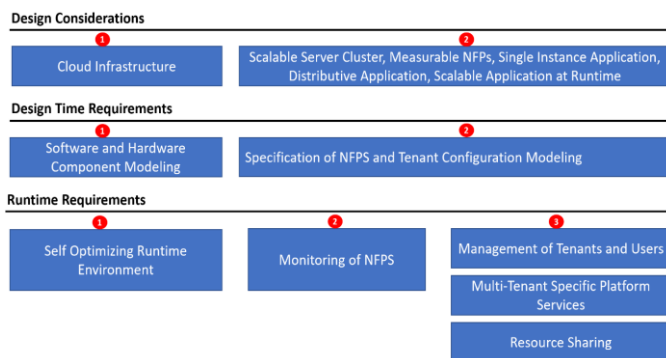 Design Considerations
1
Cloud Infrastructure
2
Scalable Server Cluster, Measurable NFPs, Single Instance Application,
Distributive Application, Scalable Application at Runtime
Design Time Requirements
1
Software and Hardware
Component Modeling
2
Specification of NFPS and Tenant Configuration Modeling
Runtime Requirements
1
Self Optimizing Runtime
Environment
2
Monitoring of NFPS
3
Management of Tenants and Users
Multi-Tenant Specific Platform
Services
Resource Sharing